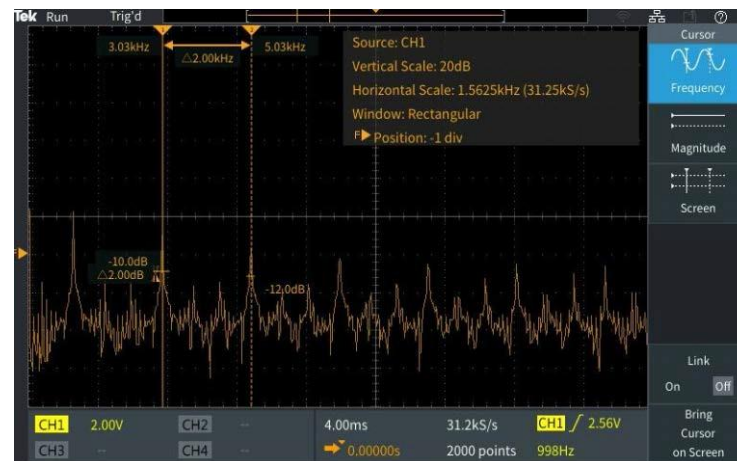 Tek Run Trig'd
Cursor
3.03kHz
△2.00kHz
5.03kHz
Source: CH1
Vertical Scale: 20dB
Horizontal Scale: 1.5625kHz (31.25kS/s)
Window: Rectangular
F Position: -1 div
Frequency
Magnitude
Screen
-10.0dB
△2.00dB
-12.0dB
Link
On Off
Bring
Cursor
on Screen
CH1 2.00V CH2 -- 4.00ms 31.2kS/s CH1 2.56V
CH3 -- CH4 -- 0.00000s 2000 points 998Hz